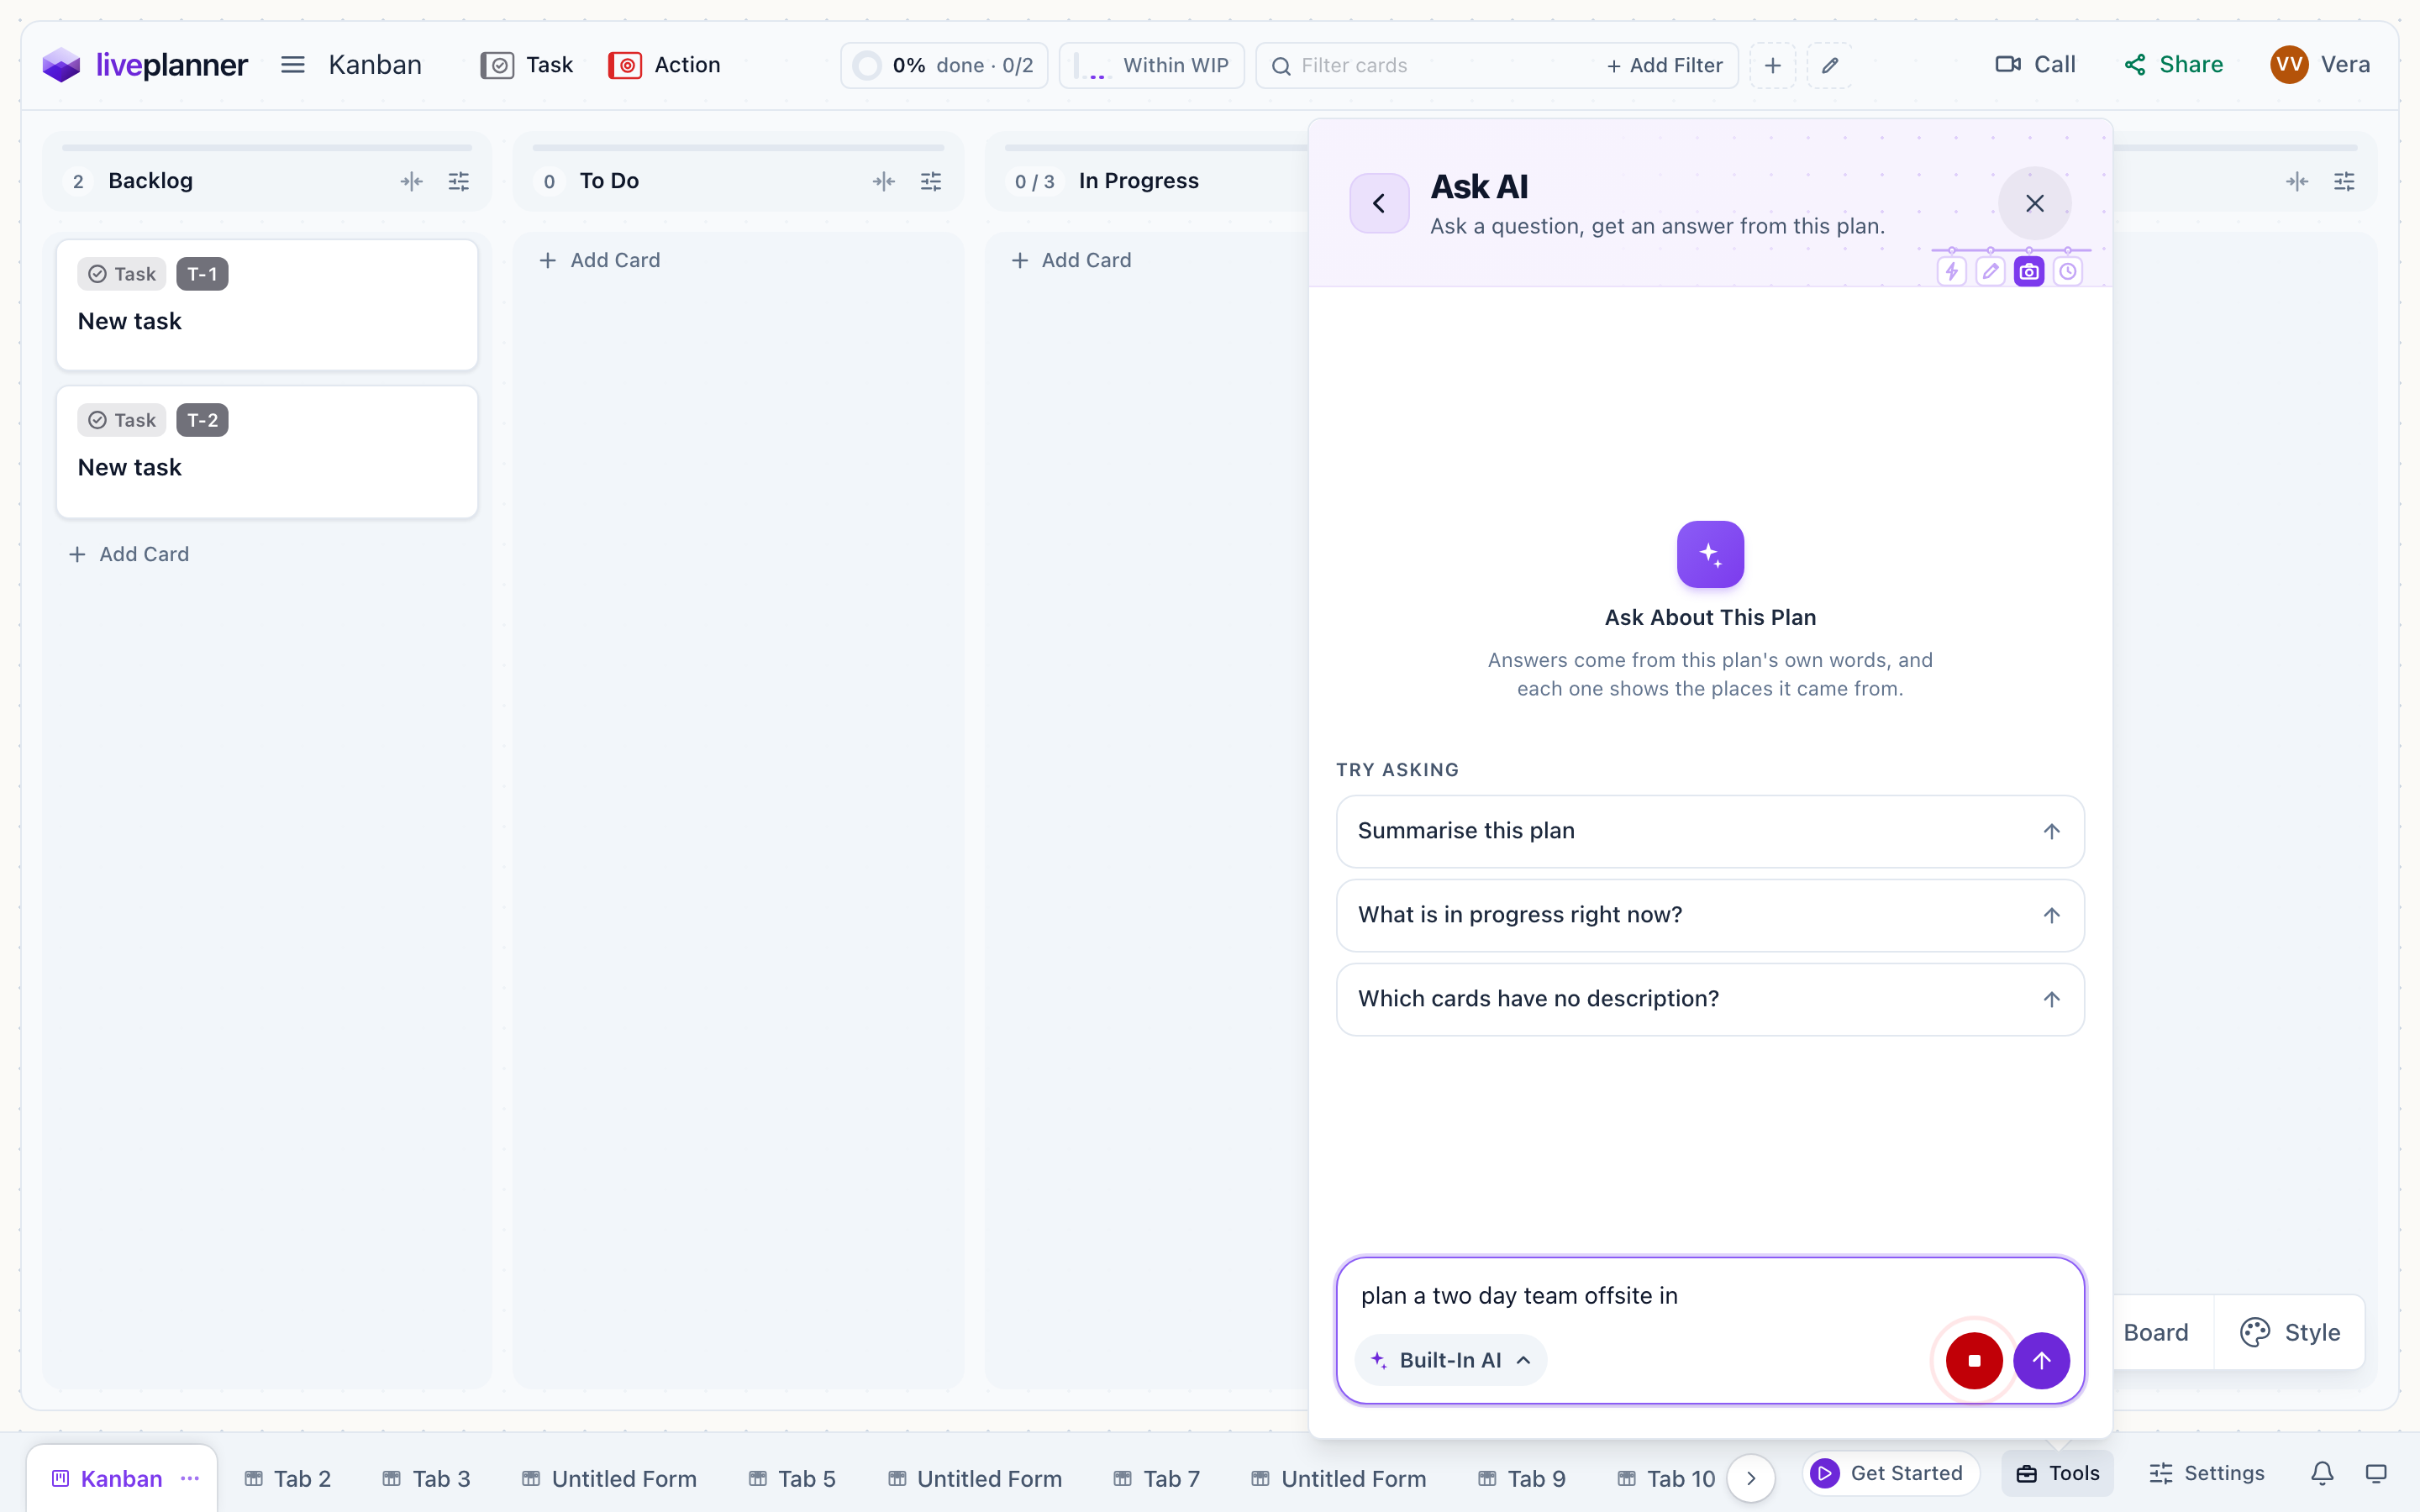 liveplanner
Kanban
Task
Action
0% done · 0/2
Within WIP
Filter cards
+ Add Filter
Call
Share
VV
Vera
2 Backlog
0 To Do
0 / 3 In Progress
Task T-1
New task
Task T-2
New task
+ Add Card
+ Add Card
+ Add Card
Ask AI
Ask a question, get an answer from this plan.
Ask About This Plan
Answers come from this plan's own words, and
each one shows the places it came from.
TRY ASKING
Summarise this plan
What is in progress right now?
Which cards have no description?
plan a two day team offsite in
Built-In AI
Board
Style
Kanban
Tab 2
Tab 3
Untitled Form
Tab 5
Untitled Form
Tab 7
Untitled Form
Tab 9
Tab 10
Get Started
Tools
Settings